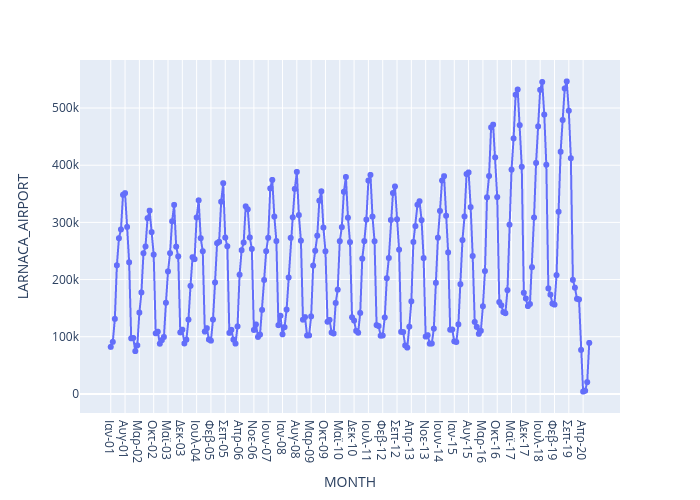 500k
400k
300k
200k
100k
0
LARNACA_AIRPORT
Ιαν-01
Αυγ-01
Μαρ-02
Οκτ-02
Μαϊ-03
Δεκ-03
Ιουλ-04
Φεβ-05
Σεπ-05
Απρ-06
Νοε-06
Ιουν-07
Ιαν-08
Αυγ-08
Μαρ-09
Οκτ-09
Μαϊ-10
Δεκ-10
Ιουλ-11
Φεβ-12
Σεπ-12
Απρ-13
Νοε-13
Ιουν-14
Ιαν-15
Αυγ-15
Μαρ-16
Οκτ-16
Μαϊ-17
Δεκ-17
Ιουλ-18
Φεβ-19
Σεπ-19
Απρ-20
MONTH